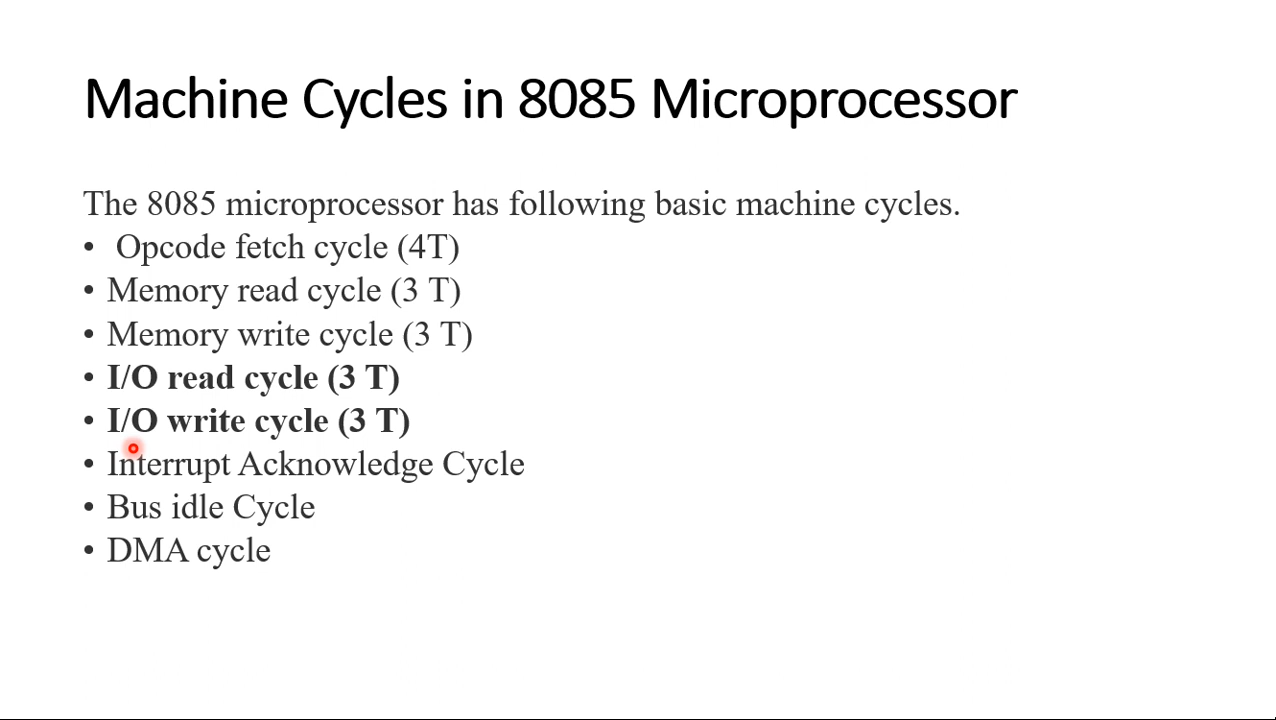 Machine Cycles in 8085 Microprocessor
The 8085 microprocessor has following basic machine cycles.
• Opcode fetch cycle (4T)
• Memory read cycle (3 T)
• Memory write cycle (3 T)
• I/O read cycle (3 T)
• I/O write cycle (3 T)
• Interrupt Acknowledge Cycle
• Bus idle Cycle
• DMA cycle